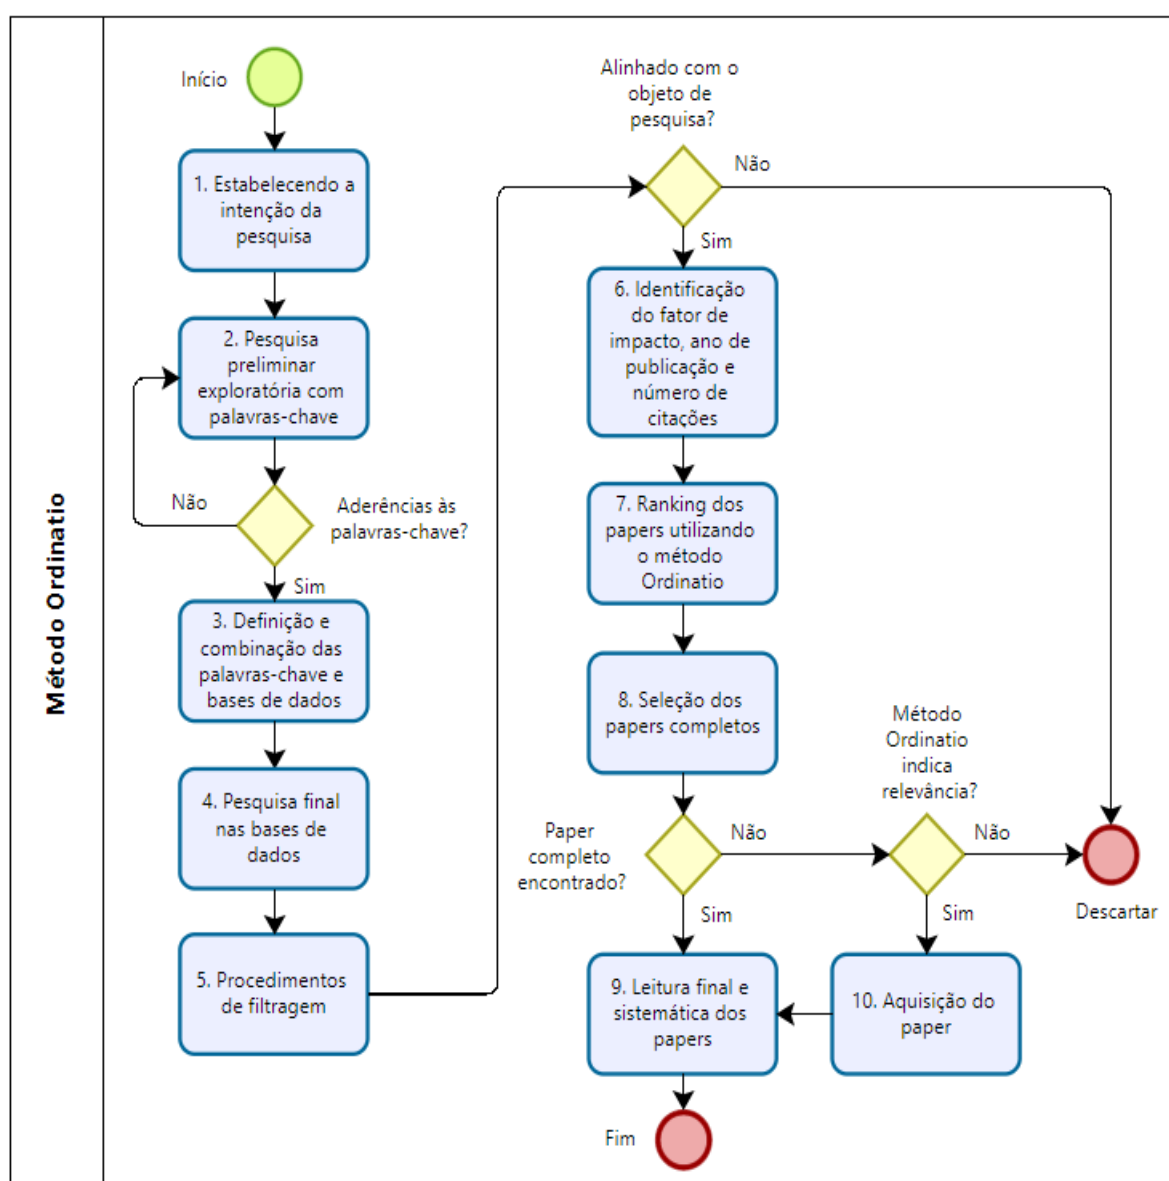 Método Ordinatio
Início
1. Estabelecendo a
intenção da
pesquisa
2. Pesquisa
preliminar
exploratória com
palavras-chave
Não
Aderências às
palavras-chave?
Sim
3. Definição e
combinação das
palavras-chave e
bases de dados
4. Pesquisa final
nas bases de
dados
5. Procedimentos
de filtragem
Alinhado com o
objeto de
pesquisa?
Não
Sim
6. Identificação
do fator de
impacto, ano de
publicação e
número de
citações
7. Ranking dos
papers utilizando
o método
Ordinatio
8. Seleção dos
papers completos
Paper
completo
encontrado?
Não
Sim
Método
Ordinatio
indica
relevância?
Não
Sim
Descartar
9. Leitura final e
sistemática dos
papers
10. Aquisição do
paper
Fim